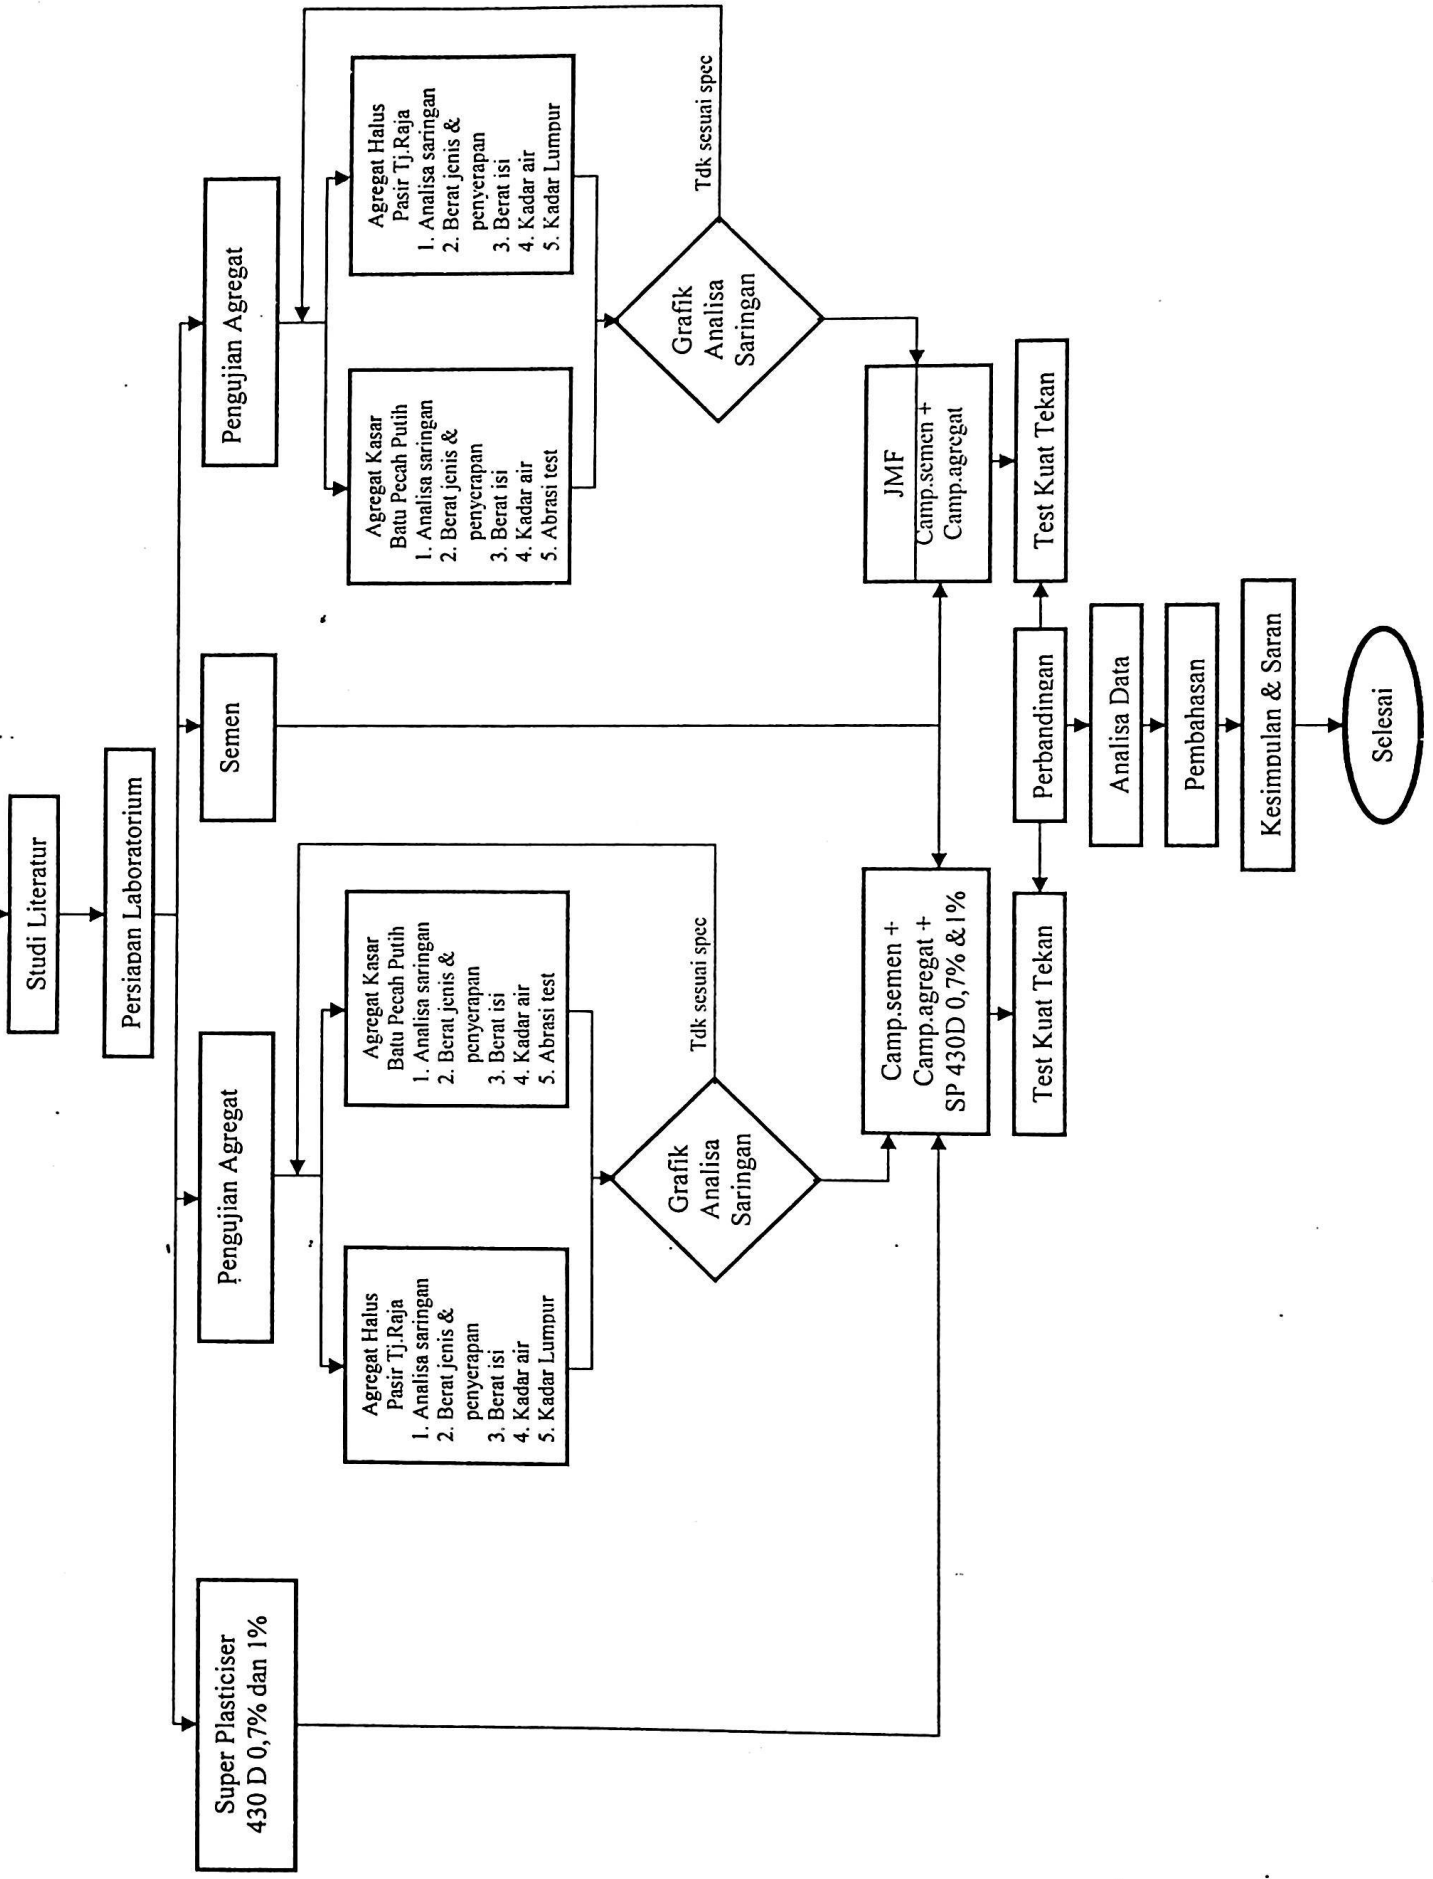 Studi Literatur
Persiapan Laboratorium
Super Plasticiser
430 D 0,7% dan 1%
Pengujian Agregat
Semen
Pengujian Agregat
Agregat Halus
Pasir Tj.Raja
1. Analisa saringan
2. Berat jenis &
penyerapan
3. Berat isi
4. Kadar air
5. Kadar Lumpur
Agregat Kasar
Batu Pecah Putih
1. Analisa saringan
2. Berat jenis &
penyerapan
3. Berat isi
4. Kadar air
5. Abrasi test
Agregat Kasar
Batu Pecah Putih
1. Analisa saringan
2. Berat jenis &
penyerapan
3. Berat isi
4. Kadar air
5. Abrasi test
Agregat Halus
Pasir Tj.Raja
1. Analisa saringan
2. Berat jenis &
penyerapan
3. Berat isi
4. Kadar air
5. Kadar Lumpur
Grafik
Analisa
Saringan
Tdk sesuai spec
Grafik
Analisa
Saringan
Tdk sesuai spec
Camp.semen +
Camp.agregat +
SP 430D 0,7% &1%
JMF
Camp.semen +
Camp.agregat
Test Kuat Tekan
Perbandingan
Test Kuat Tekan
Analisa Data
Pembahasan
Kesimpulan & Saran
Selesai